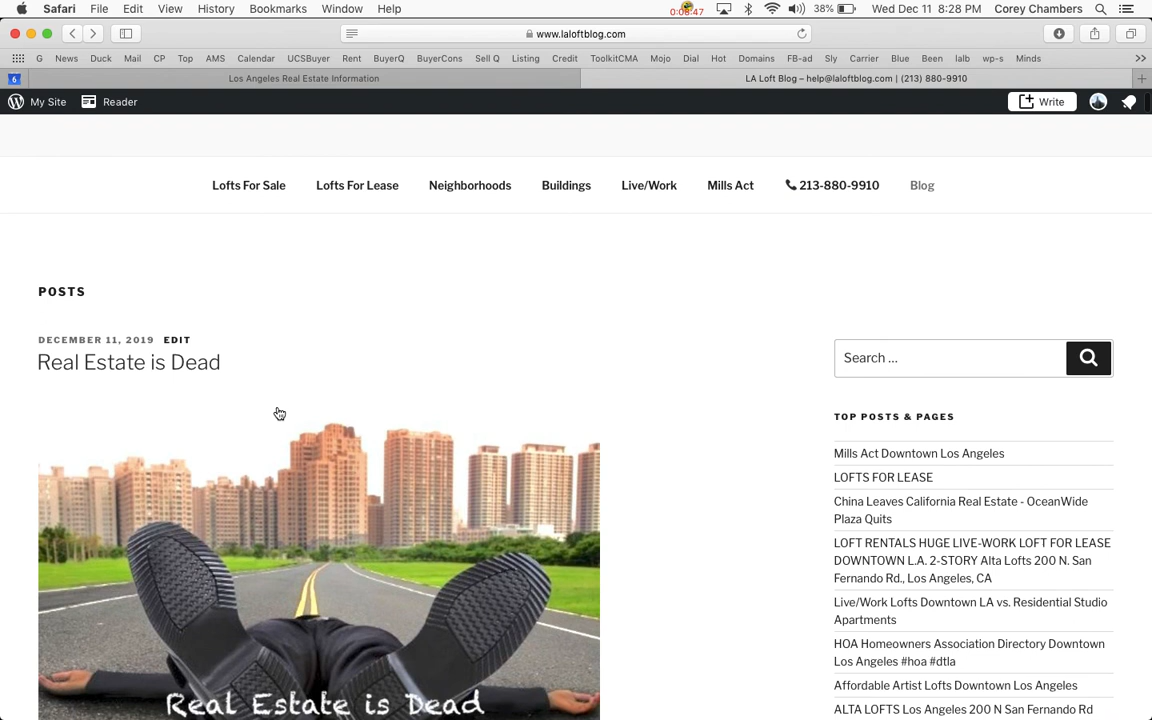 Safari File Edit View History Bookmarks Window Help 0:08:47 38% Wed Dec 11 8:28 PM Corey Chambers
www.laloftblog.com
G News Duck Mail CP Top AMS Calendar UCSBuyer Rent BuyerQ BuyerCons Sell Q Listing Credit ToolkitCMA Mojo Dial Hot Domains FB-ad Sly Carrier Blue Been lalb wp-s Minds >>
6 Los Angeles Real Estate Information LA Loft Blog – help@laloftblog.com | (213) 880-9910 +
My Site Reader Write
Lofts For Sale Lofts For Lease Neighborhoods Buildings Live/Work Mills Act 213-880-9910 Blog
POSTS
DECEMBER 11, 2019 EDIT
Real Estate is Dead
Real Estate is Dead
Search ...
TOP POSTS & PAGES
Mills Act Downtown Los Angeles
LOFTS FOR LEASE
China Leaves California Real Estate - OceanWide
Plaza Quits
LOFT RENTALS HUGE LIVE-WORK LOFT FOR LEASE
DOWNTOWN L.A. 2-STORY Alta Lofts 200 N. San
Fernando Rd., Los Angeles, CA
Live/Work Lofts Downtown LA vs. Residential Studio
Apartments
HOA Homeowners Association Directory Downtown
Los Angeles #hoa #dtla
Affordable Artist Lofts Downtown Los Angeles
ALTA LOFTS Los Angeles 200 N San Fernando Rd